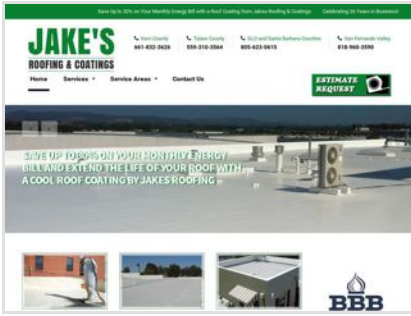 Save Up to 30% on Your Monthly Energy Bill with a Roof Coating from Jakes Roofing & Coatings
Celebrating 26 Years in Business!
JAKE'S
ROOFING & COATINGS
Kern County
661-832-3626
Tulare County
559-310-3564
SLO and Santa Barbara Counties
805-623-0615
San Fernando Valley
818-960-3590
Home
Services
Service Areas
Contact Us
ESTIMATE
REQUEST
SAVE UP TO 30% ON YOUR MONTHLY ENERGY
BILL AND EXTEND THE LIFE OF YOUR ROOF WITH
A COOL ROOF COATING BY JAKES ROOFING
BBB